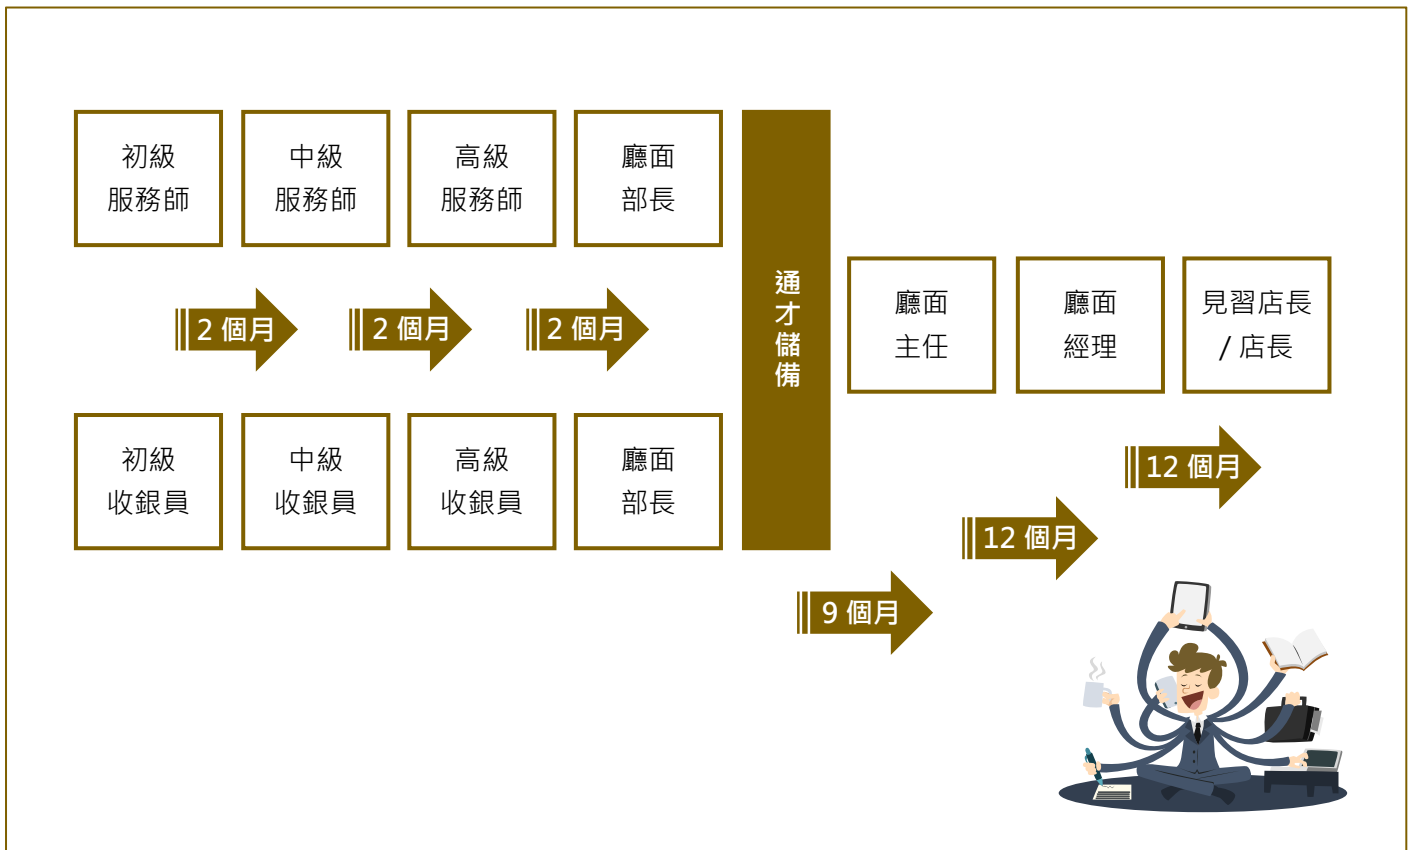 初級
服務師
中級
服務師
高級
服務師
廳面
部長
2 個月
2 個月
2 個月
初級
收銀員
中級
收銀員
高級
收銀員
廳面
部長
通才儲備
廳面
主任
廳面
經理
見習店長
/ 店長
9 個月
12 個月
12 個月